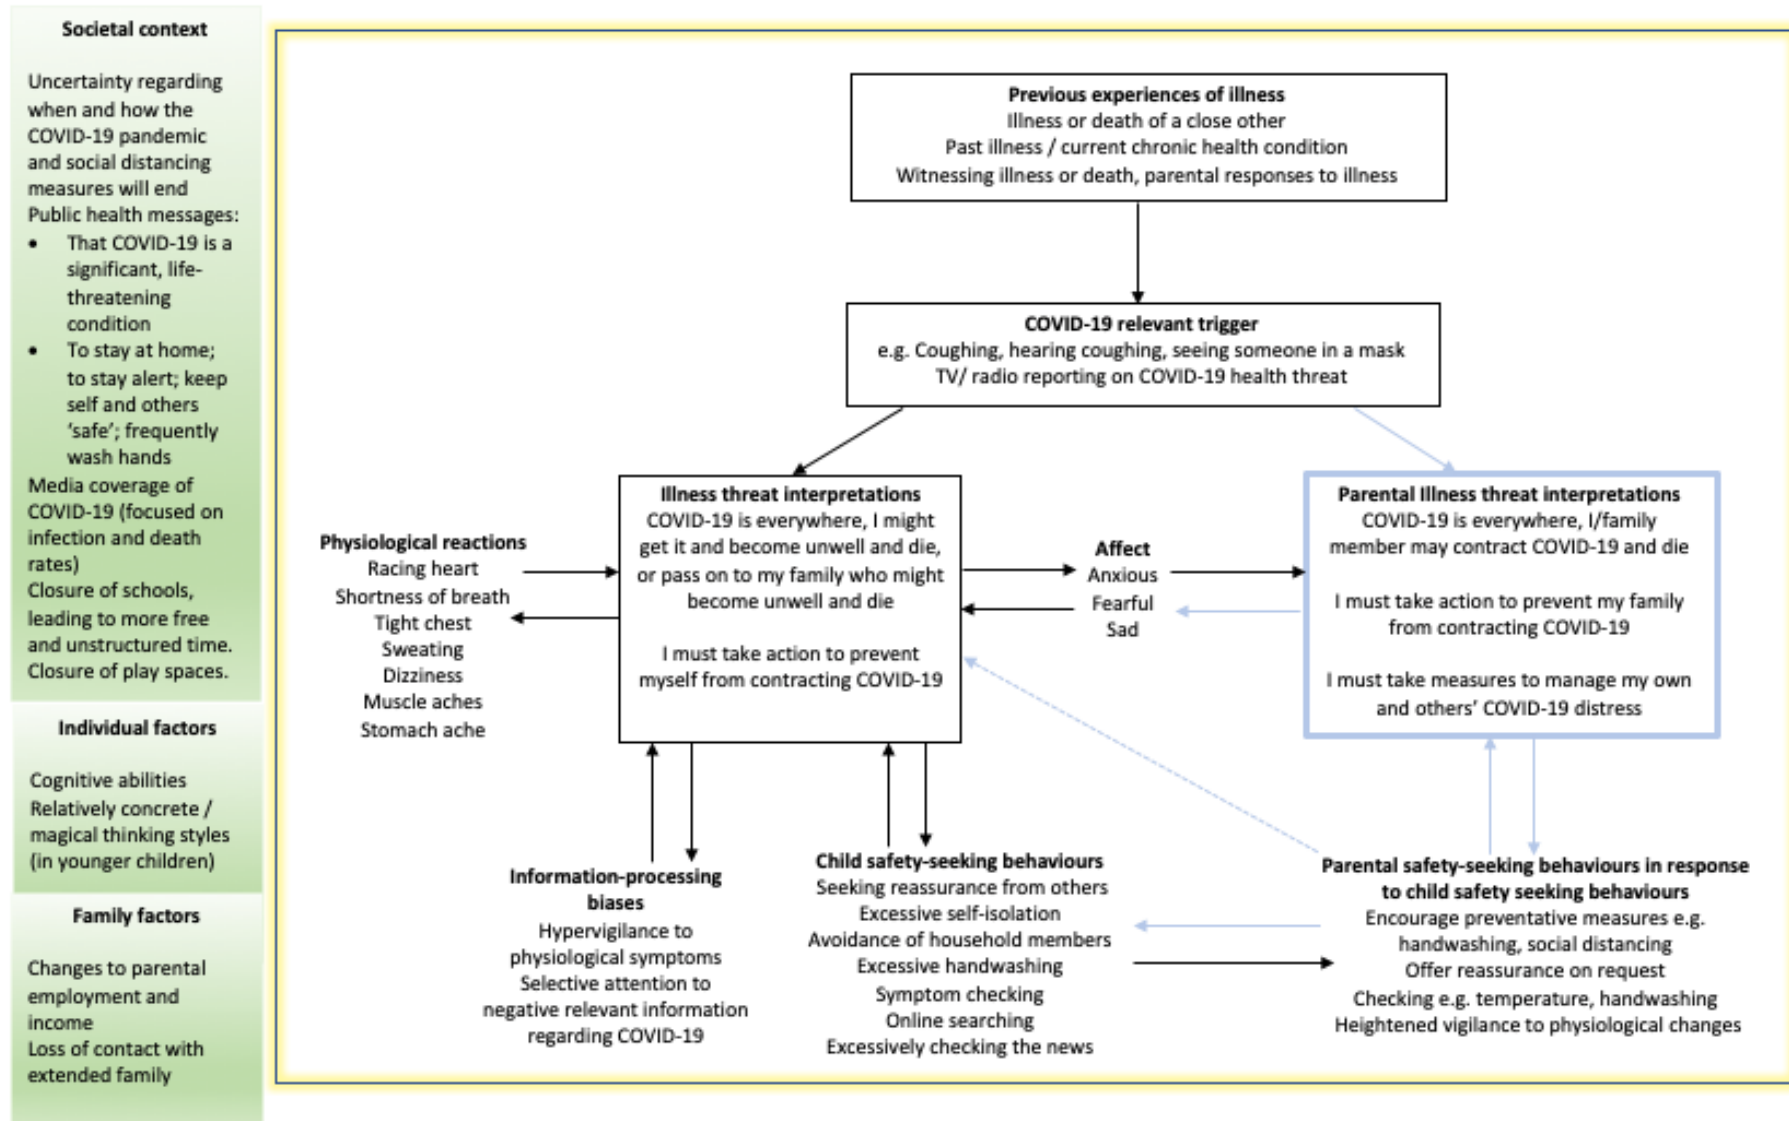 Societal context
Uncertainty regarding
when and how the
COVID-19 pandemic
and social distancing
measures will end
Public health messages:
• That COVID-19 is a
significant, life-
threatening
condition
• To stay at home;
to stay alert; keep
self and others
‘safe’; frequently
wash hands
Media coverage of
COVID-19 (focused on
infection and death
rates)
Closure of schools,
leading to more free
and unstructured time.
Closure of play spaces.
Individual factors
Cognitive abilities
Relatively concrete /
magical thinking styles
(in younger children)
Family factors
Changes to parental
employment and
income
Loss of contact with
extended family
Previous experiences of illness
Illness or death of a close other
Past illness / current chronic health condition
Witnessing illness or death, parental responses to illness
COVID-19 relevant trigger
e.g. Coughing, hearing coughing, seeing someone in a mask
TV/ radio reporting on COVID-19 health threat
Physiological reactions
Racing heart
Shortness of breath
Tight chest
Sweating
Dizziness
Muscle aches
Stomach ache
Illness threat interpretations
COVID-19 is everywhere, I might
get it and become unwell and die,
or pass on to my family who might
become unwell and die
I must take action to prevent
myself from contracting COVID-19
Affect
Anxious
Fearful
Sad
Parental Illness threat interpretations
COVID-19 is everywhere, I/family
member may contract COVID-19 and die
I must take action to prevent my family
from contracting COVID-19
I must take measures to manage my own
and others’ COVID-19 distress
Information-processing
biases
Hypervigilance to
physiological symptoms
Selective attention to
negative relevant information
regarding COVID-19
Child safety-seeking behaviours
Seeking reassurance from others
Excessive self-isolation
Avoidance of household members
Excessive handwashing
Symptom checking
Online searching
Excessively checking the news
Parental safety-seeking behaviours in response
to child safety seeking behaviours
Encourage preventative measures e.g.
handwashing, social distancing
Offer reassurance on request
Checking e.g. temperature, handwashing
Heightened vigilance to physiological changes